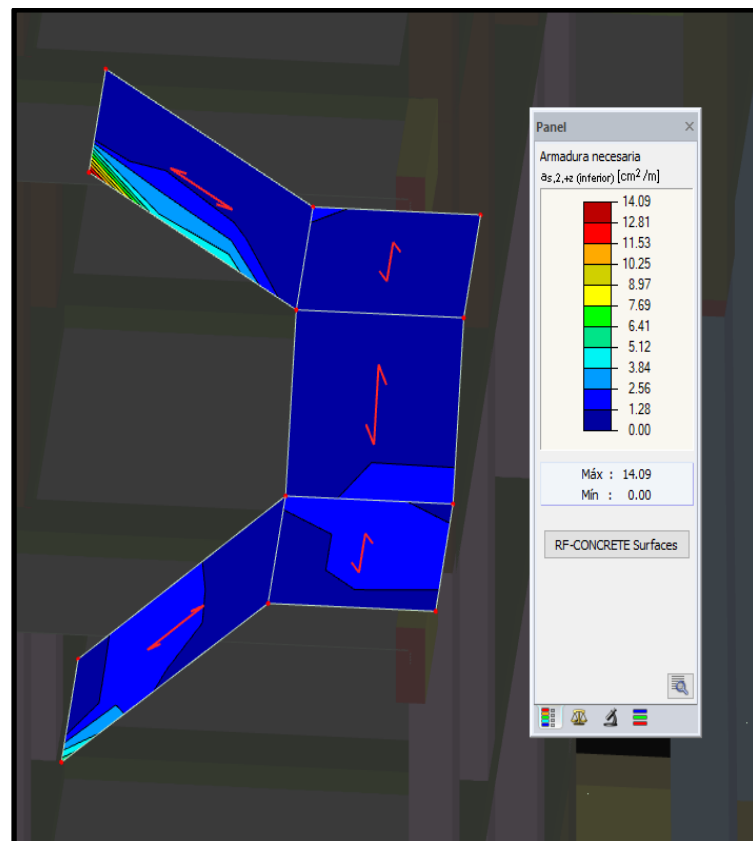 Panel
Armadura necesaria
as,2,+z (inferior) [cm2/m]
14.09
12.81
11.53
10.25
8.97
7.69
6.41
5.12
3.84
2.56
1.28
0.00
Máx : 14.09
Mín : 0.00
RF-CONCRETE Surfaces